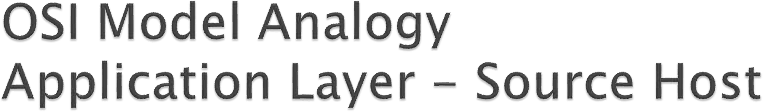 OSI Model Analogy
Application Layer - Source Host